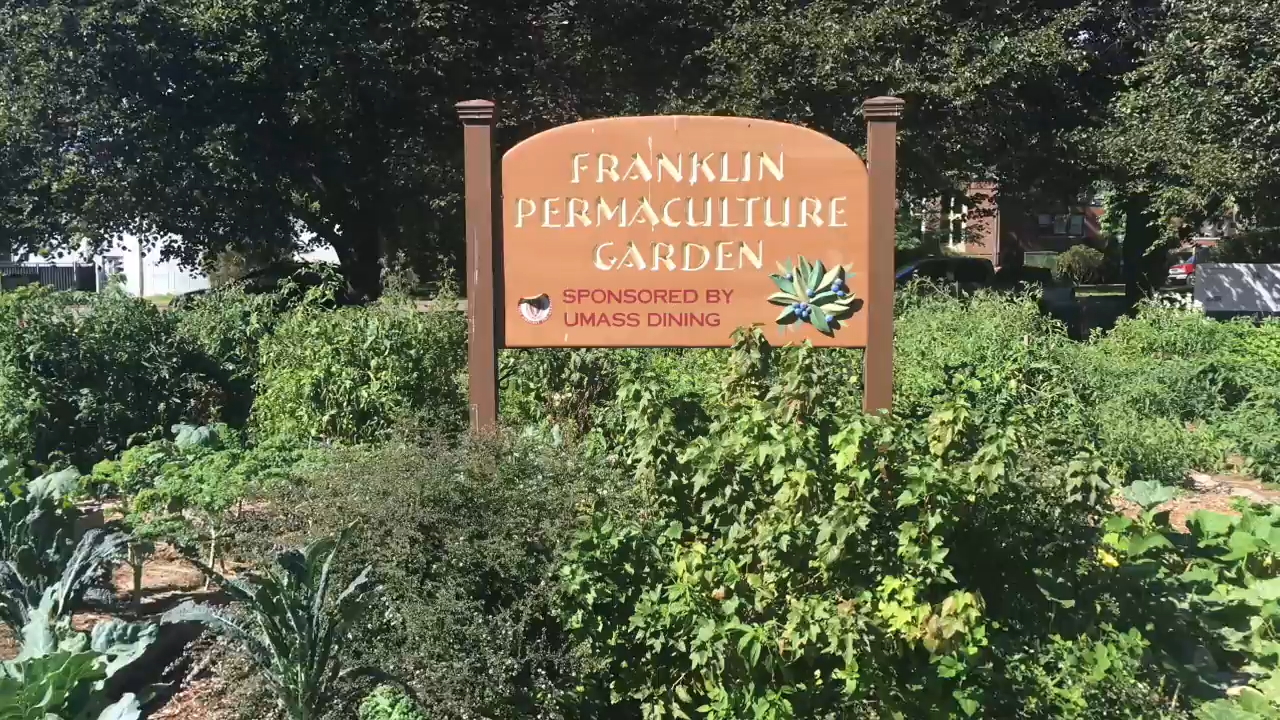 FRANKLIN
PERMACULTURE
GARDEN
SPONSORED BY
UMASS DINING